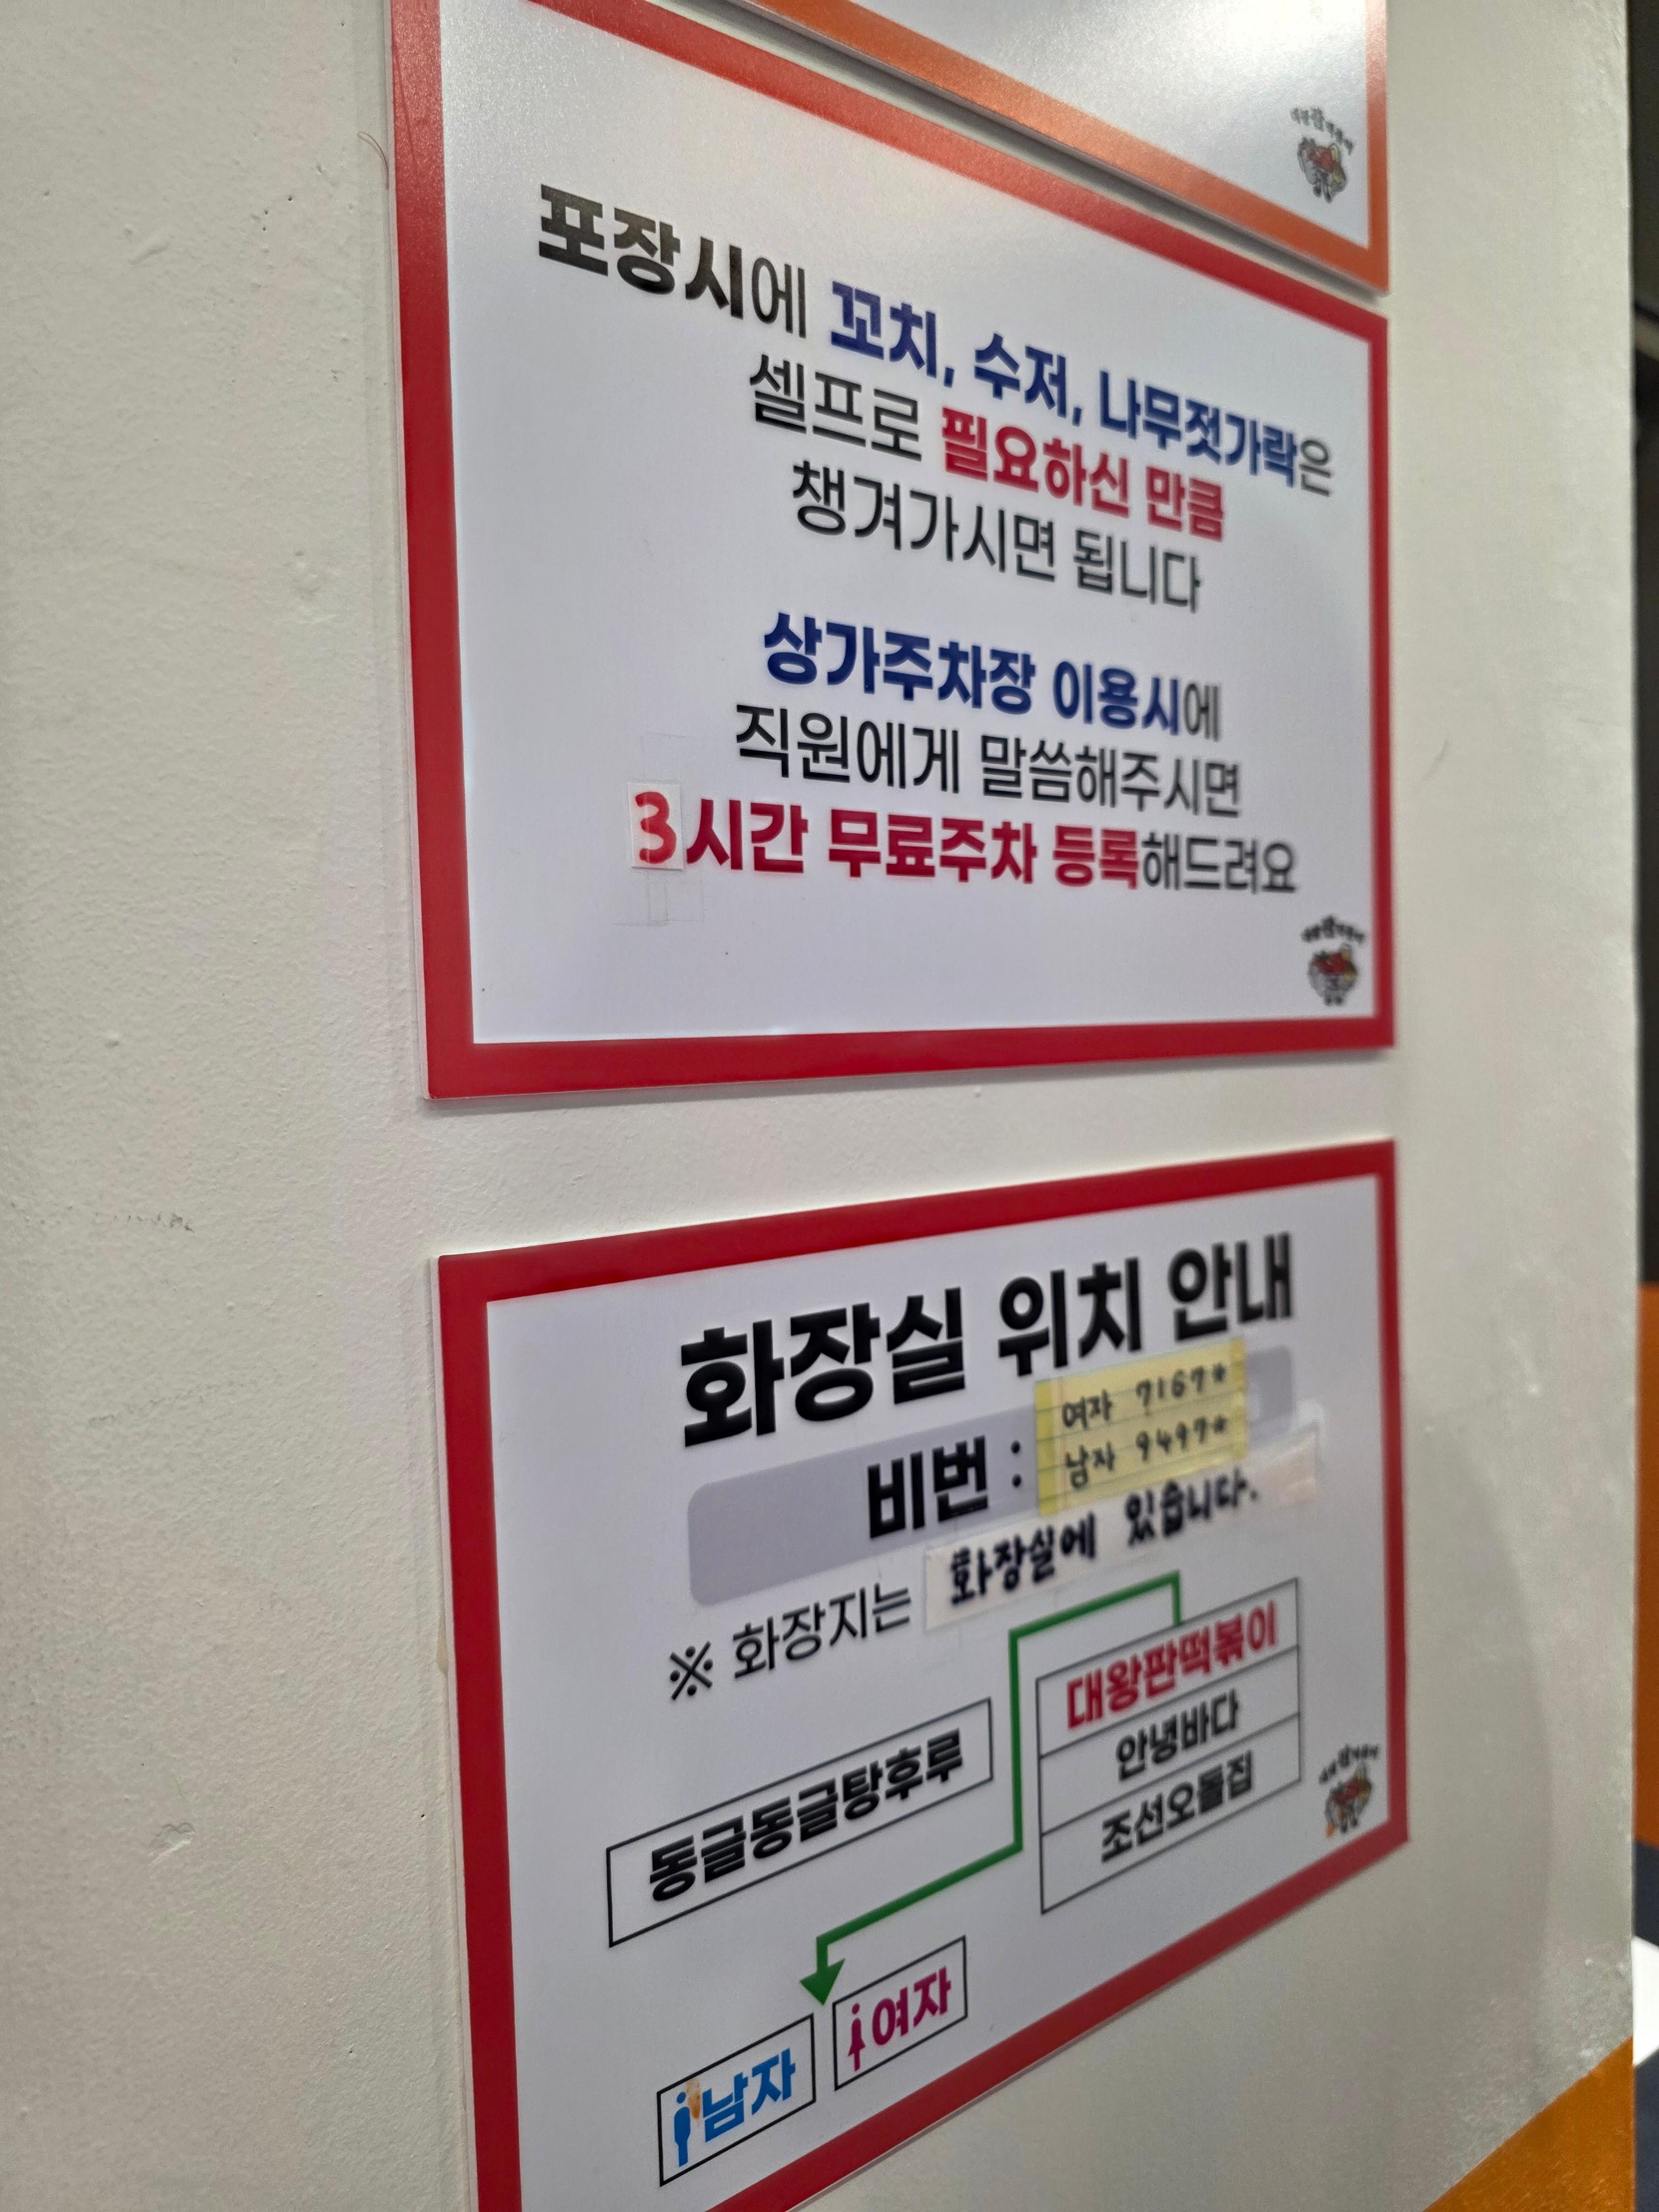 포장시에 꼬치, 수저, 나무젓가락은
셀프로 필요하신 만큼
챙겨가시면 됩니다
상가주차장 이용시에
직원에게 말씀해주시면
3시간 무료주차 등록해드려요
화장실 위치 안내
비번 :
여자 7167*
남자 9497*
※ 화장지는 화장실에 있습니다.
대왕판떡볶이
안녕바다
조선오돌집
동글동글탕후루
남자
여자